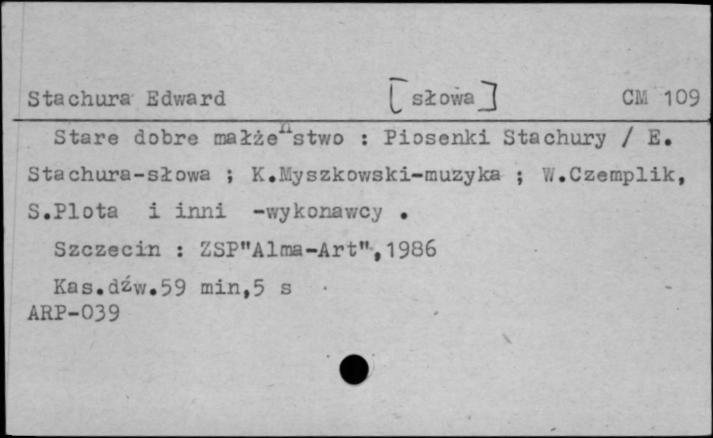 Stachura Edward [słowa] CM 109
Stare dobre małżeństwo : Piosenki Stachury / E.
Stachura-słowa ; K.Myszkowski-muzyka ; W.Czemplik,
S.Plota i inni -wykonawcy .
Szczecin : ZSP"Alma-Art",1986
Kas.dźw.59 min,5 s
ARP-039